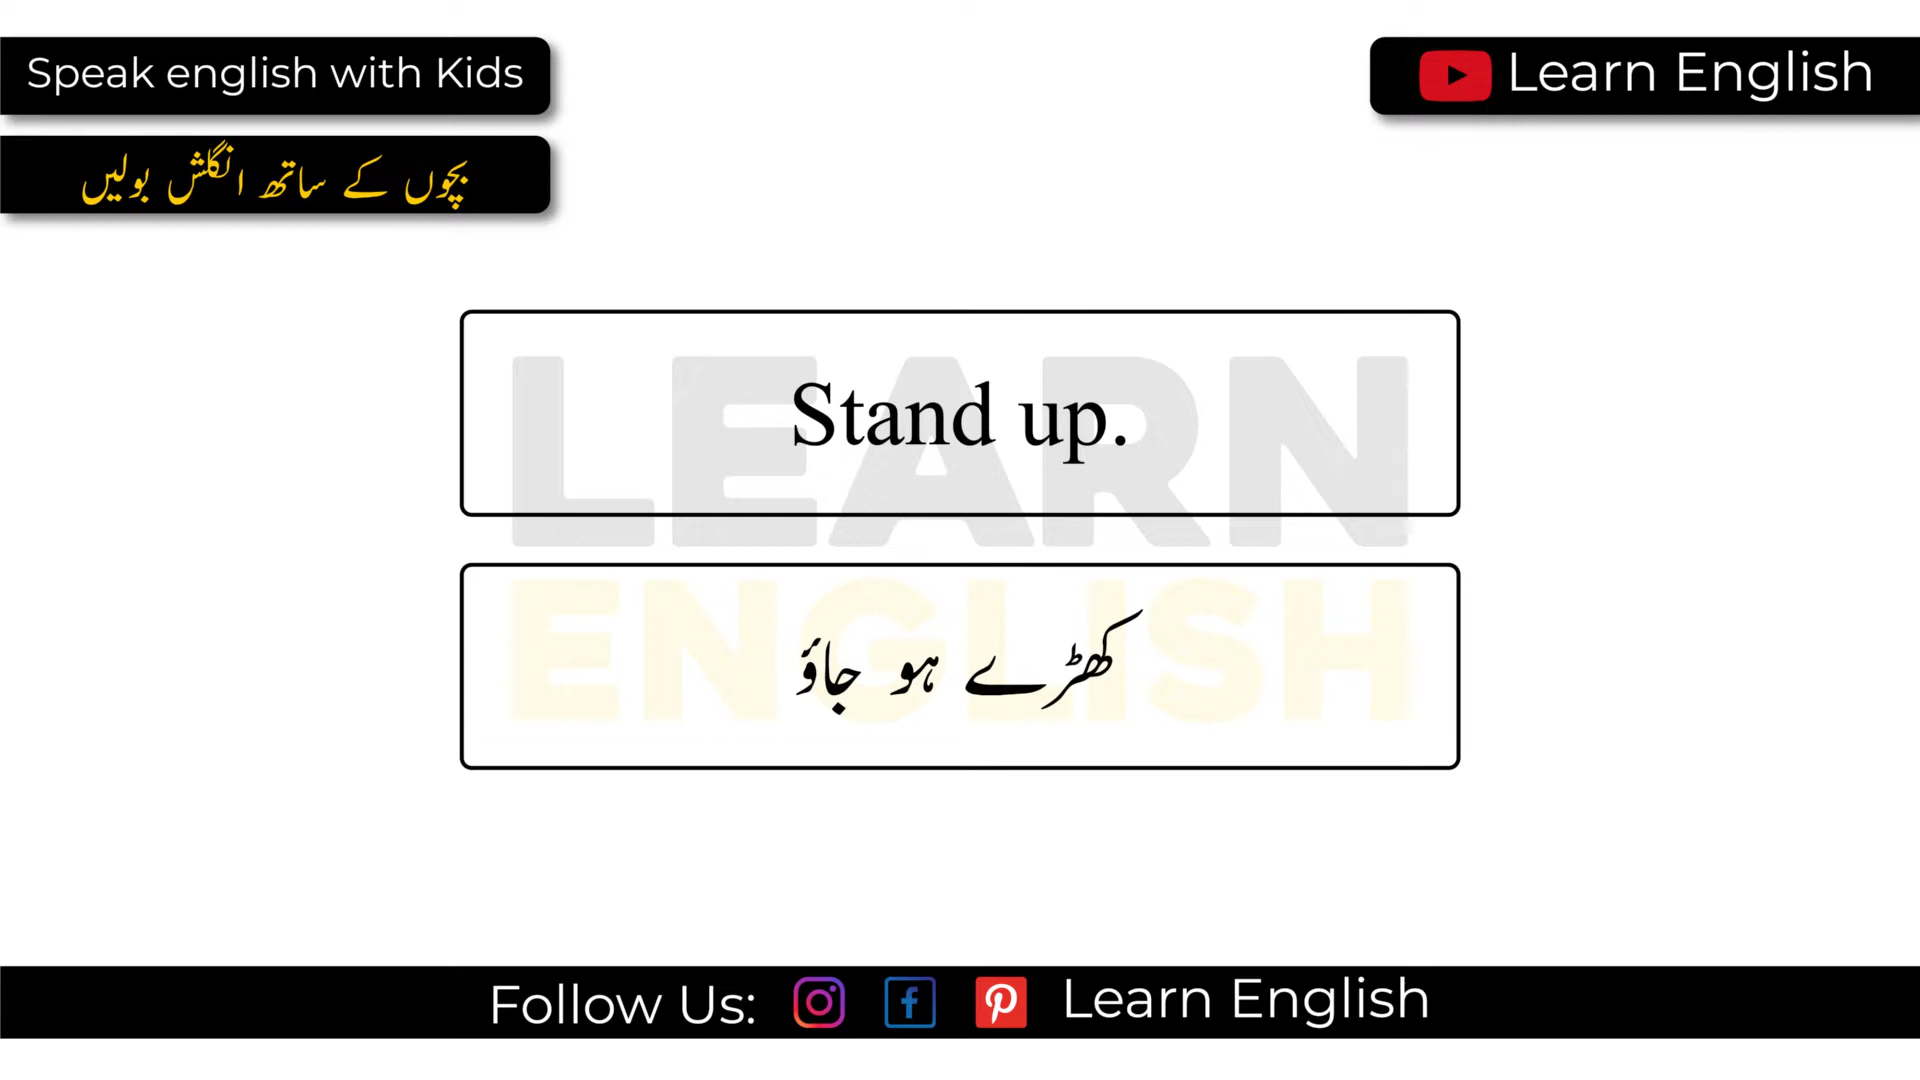 Speak english with Kids
Learn English
بچوں کے ساتھ انگلش بولیں
Stand up.
کھڑے ہو جاؤ
LEARN
ENGLISH
Follow Us: Learn English